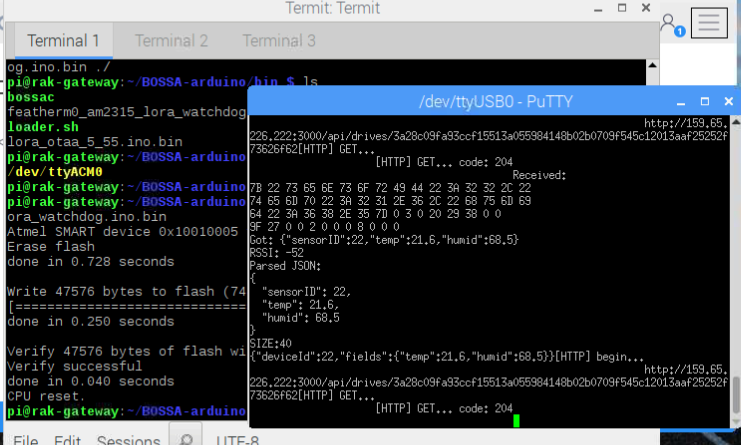 Termit: Termit
Terminal 1
Terminal 2
Terminal 3
1
og.ino.bin ./
pi@rak-gateway:~/BOSSA-arduino/bin $ ls
bossac
featherm0_am2315_lora_watchdog
loader.sh
lora_otaa_5_55.ino.bin
pi@rak-gateway:~/BOSSA-arduino
/dev/ttyACM0
pi@rak-gateway:~/BOSSA-arduino
pi@rak-gateway:~/BOSSA-arduino
ora_watchdog.ino.bin
Atmel SMART device 0x10010005
Erase flash
done in 0.728 seconds
Write 47576 bytes to flash (74
[==============================
done in 0.250 seconds
Verify 47576 bytes of flash wi
Verify successful
done in 0.040 seconds
CPU reset.
pi@rak-gateway:~/BOSSA-arduino
File Edit Sessions UTF-8
/dev/ttyUSB0 - PuTTY
http://159.65.
226.222:3000/api/drives/3a28c09fa93ccf15513a055984148b02b0709f545c12013aaf25252f
73626f62[HTTP] GET...
[HTTP] GET... code: 204
Received:
7B 22 73 65 6E 73 6F 72 49 44 22 3A 32 32 2C 22
74 65 6D 70 22 3A 32 31 2E 36 2C 22 68 75 6D 69
64 22 3A 36 38 2E 35 7D 0 3 0 20 29 38 0 0
9F 27 0 0 2 0 0 0 8 0 0 0
Got: {"sensorID":22,"temp":21.6,"humid":68.5}
RSSI: -52
Parsed JSON:
{
"sensorID": 22,
"temp": 21.6,
"humid": 68.5
}
SIZE:40
{"deviceId":22,"fields":{"temp":21.6,"humid":68.5}}[HTTP] begin...
http://159.65.
226.222:3000/api/drives/3a28c09fa93ccf15513a055984148b02b0709f545c12013aaf25252f
73626f62[HTTP] GET...
[HTTP] GET... code: 204